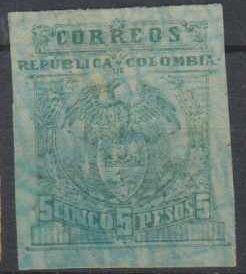 CORREOS
REPUBLICA DE COLOMBIA
5 CINCO 5 PESOS 5